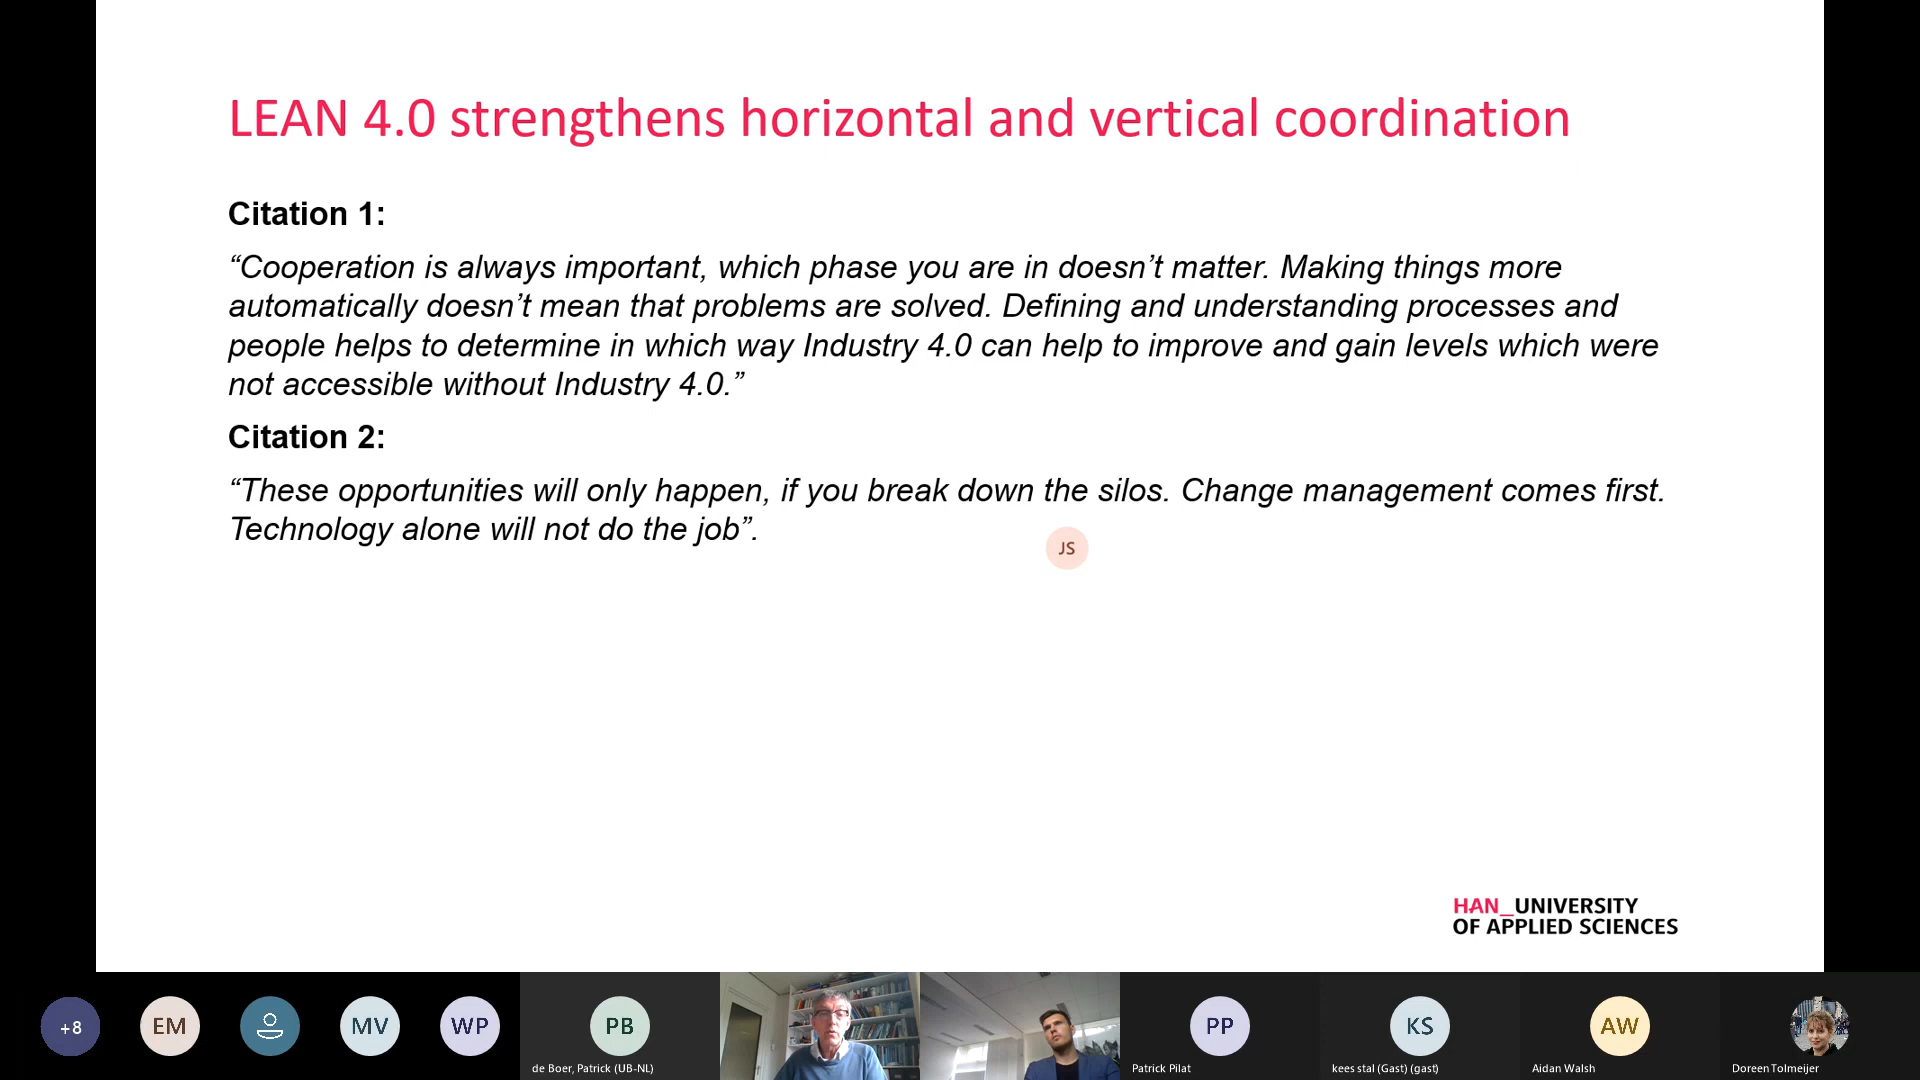 LEAN 4.0 strengthens horizontal and vertical coordination
Citation 1:
“Cooperation is always important, which phase you are in doesn’t matter. Making things more
automatically doesn’t mean that problems are solved. Defining and understanding processes and
people helps to determine in which way Industry 4.0 can help to improve and gain levels which were
not accessible without Industry 4.0.”
Citation 2:
“These opportunities will only happen, if you break down the silos. Change management comes first.
Technology alone will not do the job”.
JS
HAN_UNIVERSITY
OF APPLIED SCIENCES
+8
EM
MV
WP
PB
PP
KS
AW
de Boer, Patrick (UB-NL)
Patrick Pilat
kees stal (Gast) (gast)
Aidan Walsh
Doreen Tolmeijer